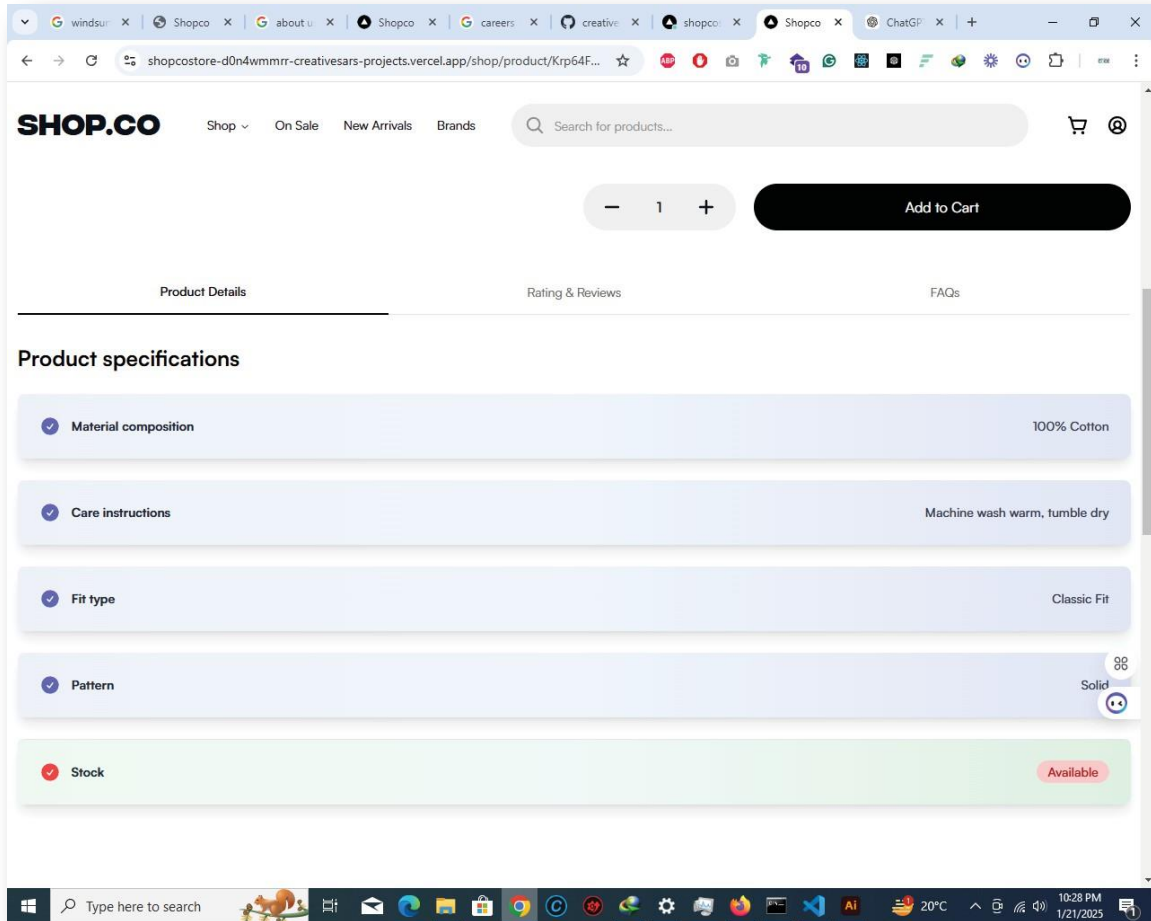 windsur
Shopco
about u
Shopco
careers
creative
shopco
Shopco
ChatGP
shopcostore-d0n4wmmrr-creativesars-projects.vercel.app/shop/product/Krp64F...
ABP
10
SHOP.CO
Shop
On Sale
New Arrivals
Brands
Search for products...
1
Add to Cart
Product Details
Rating & Reviews
FAQs
Product specifications
Material composition
100% Cotton
Care instructions
Machine wash warm, tumble dry
Fit type
Classic Fit
Pattern
Solid
Stock
Available
Type here to search
Ai
20°C
10:28 PM
1/21/2025